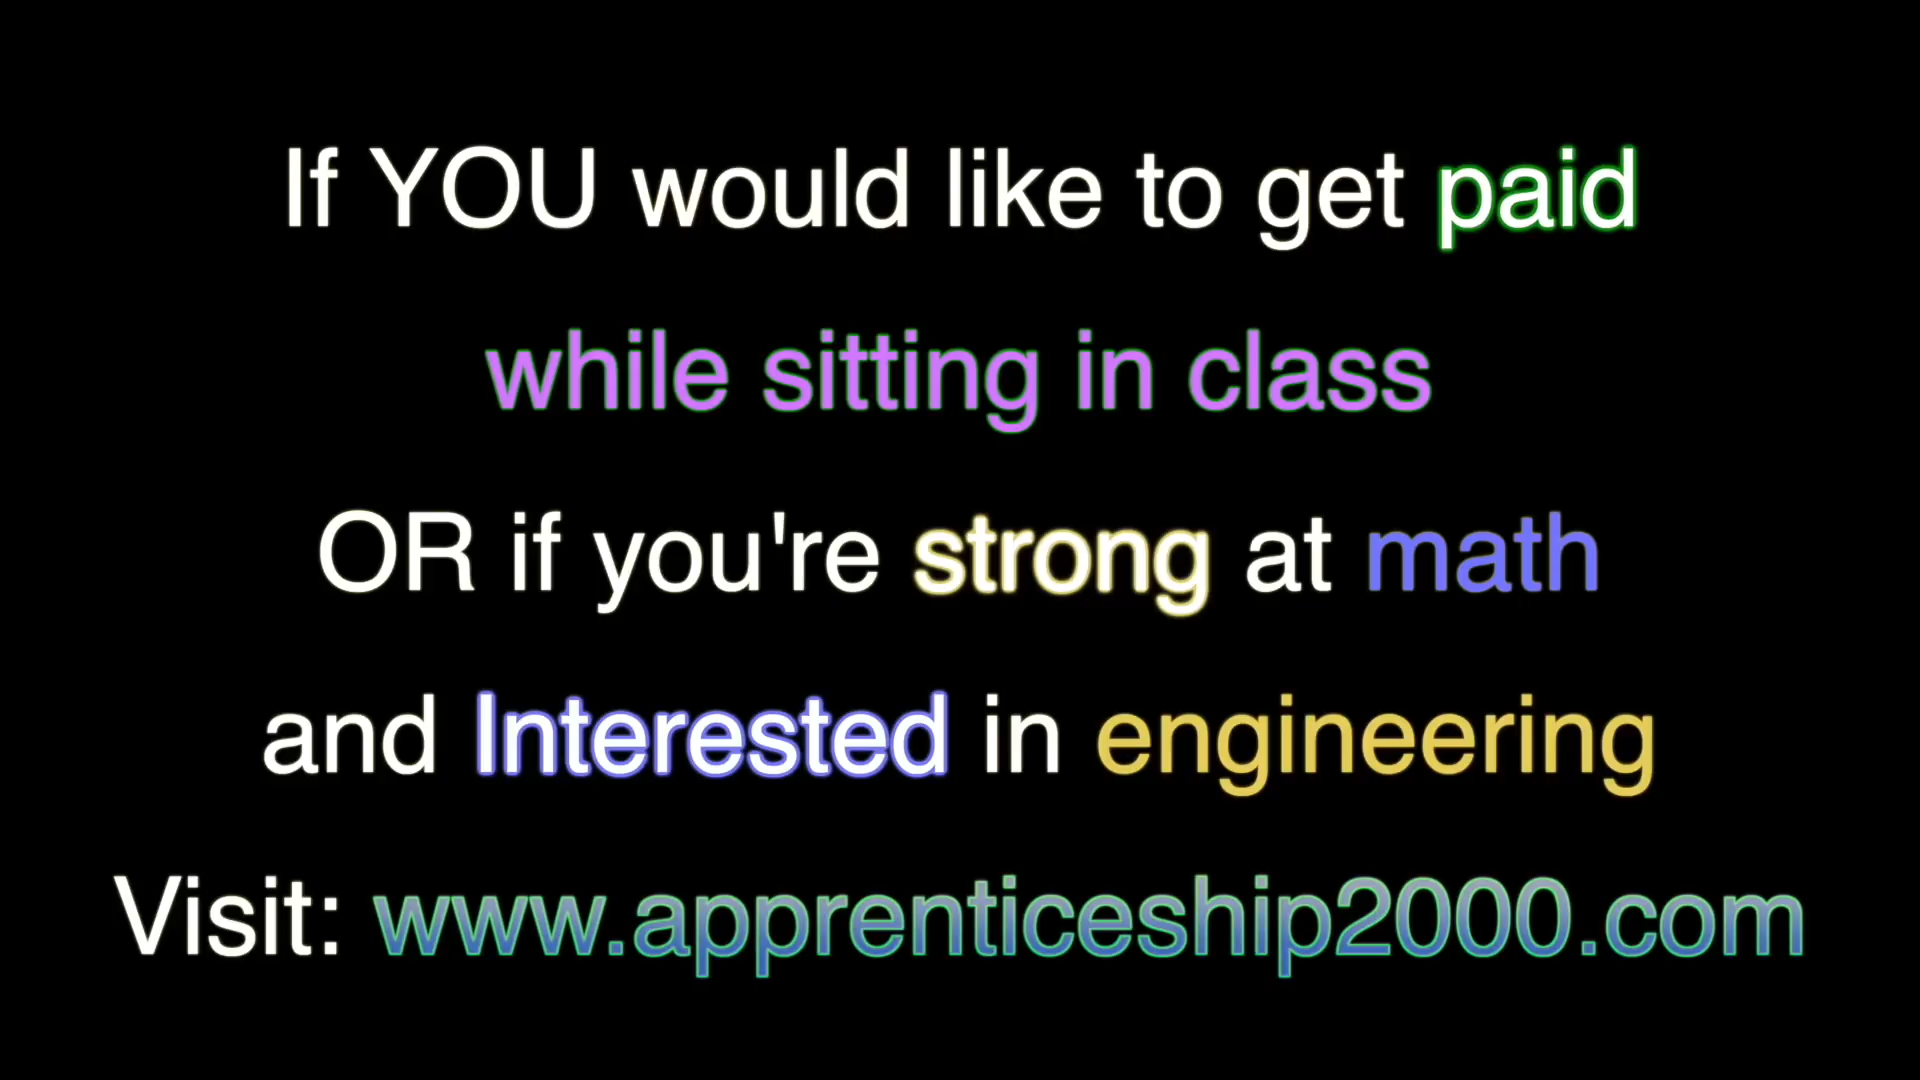 If YOU would like to get paid
while sitting in class
OR if you're strong at math
and Interested in engineering
Visit: www.apprenticeship2000.com